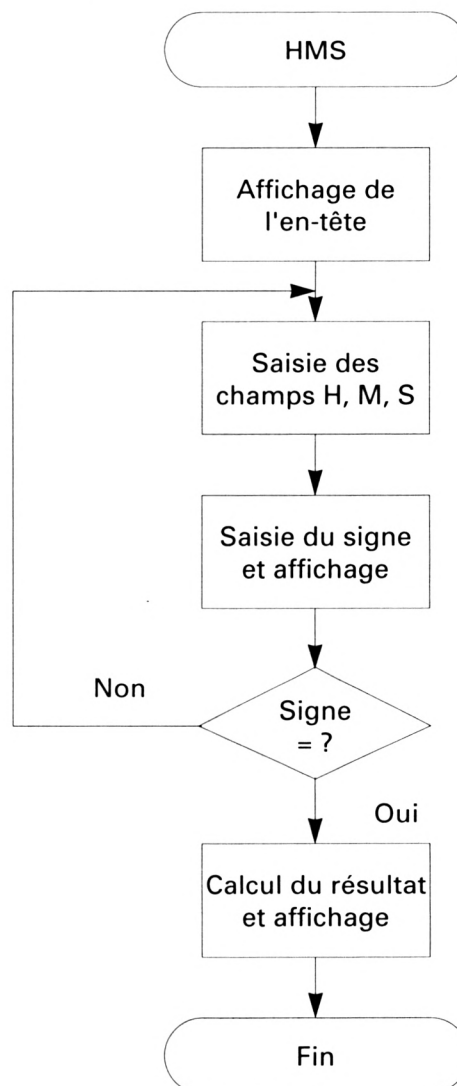 HMS
Affichage de
l'en-tête
Saisie des
champs H, M, S
Saisie du signe
et affichage
Non
Signe
= ?
Oui
Calcul du résultat
et affichage
Fin